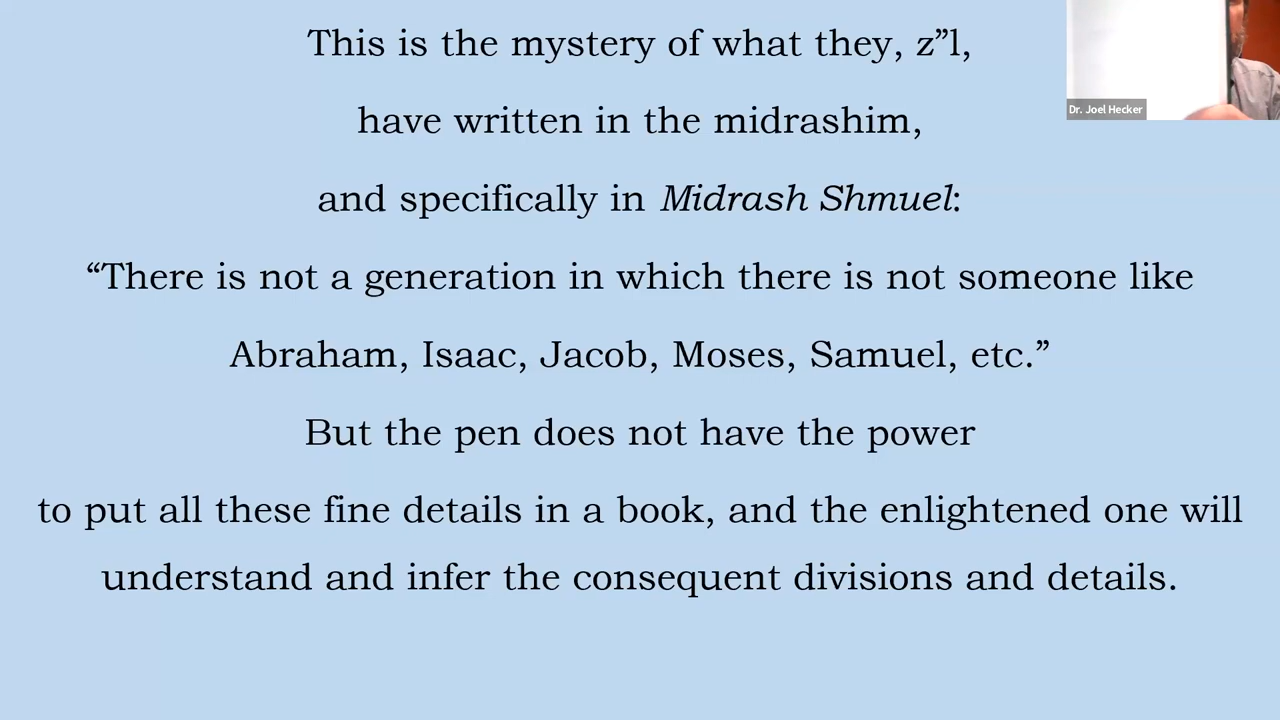 This is the mystery of what they, z”l,
Dr. Joel Hecker
have written in the midrashim,
and specifically in Midrash Shmuel:
“There is not a generation in which there is not someone like
Abraham, Isaac, Jacob, Moses, Samuel, etc.”
But the pen does not have the power
to put all these fine details in a book, and the enlightened one will
understand and infer the consequent divisions and details.